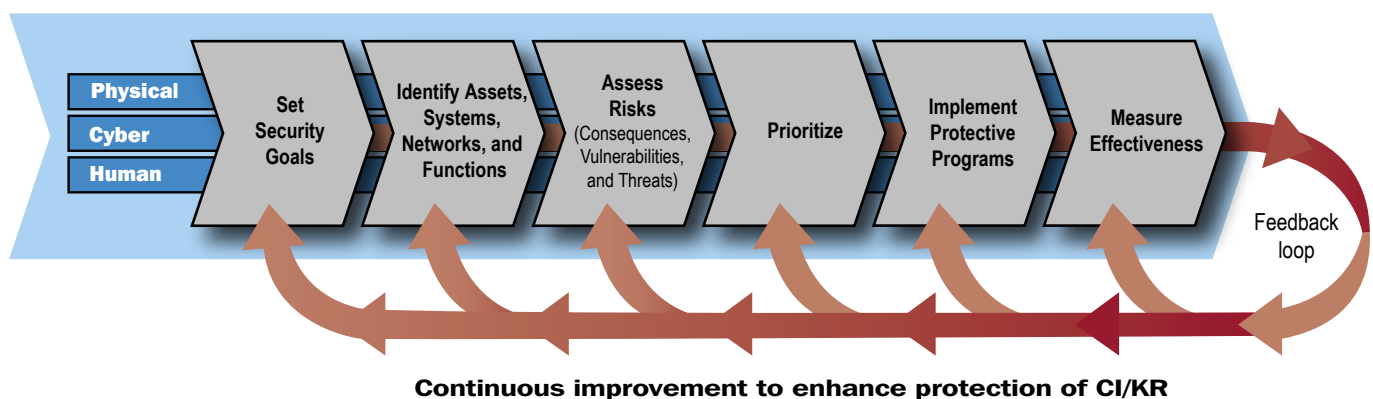 Physical
Cyber
Human
Set
Security
Goals
Identify Assets,
Systems,
Networks, and
Functions
Assess
Risks
(Consequences,
Vulnerabilities,
and Threats)
Prioritize
Implement
Protective
Programs
Measure
Effectiveness
Feedback
loop
Continuous improvement to enhance protection of CI/KR